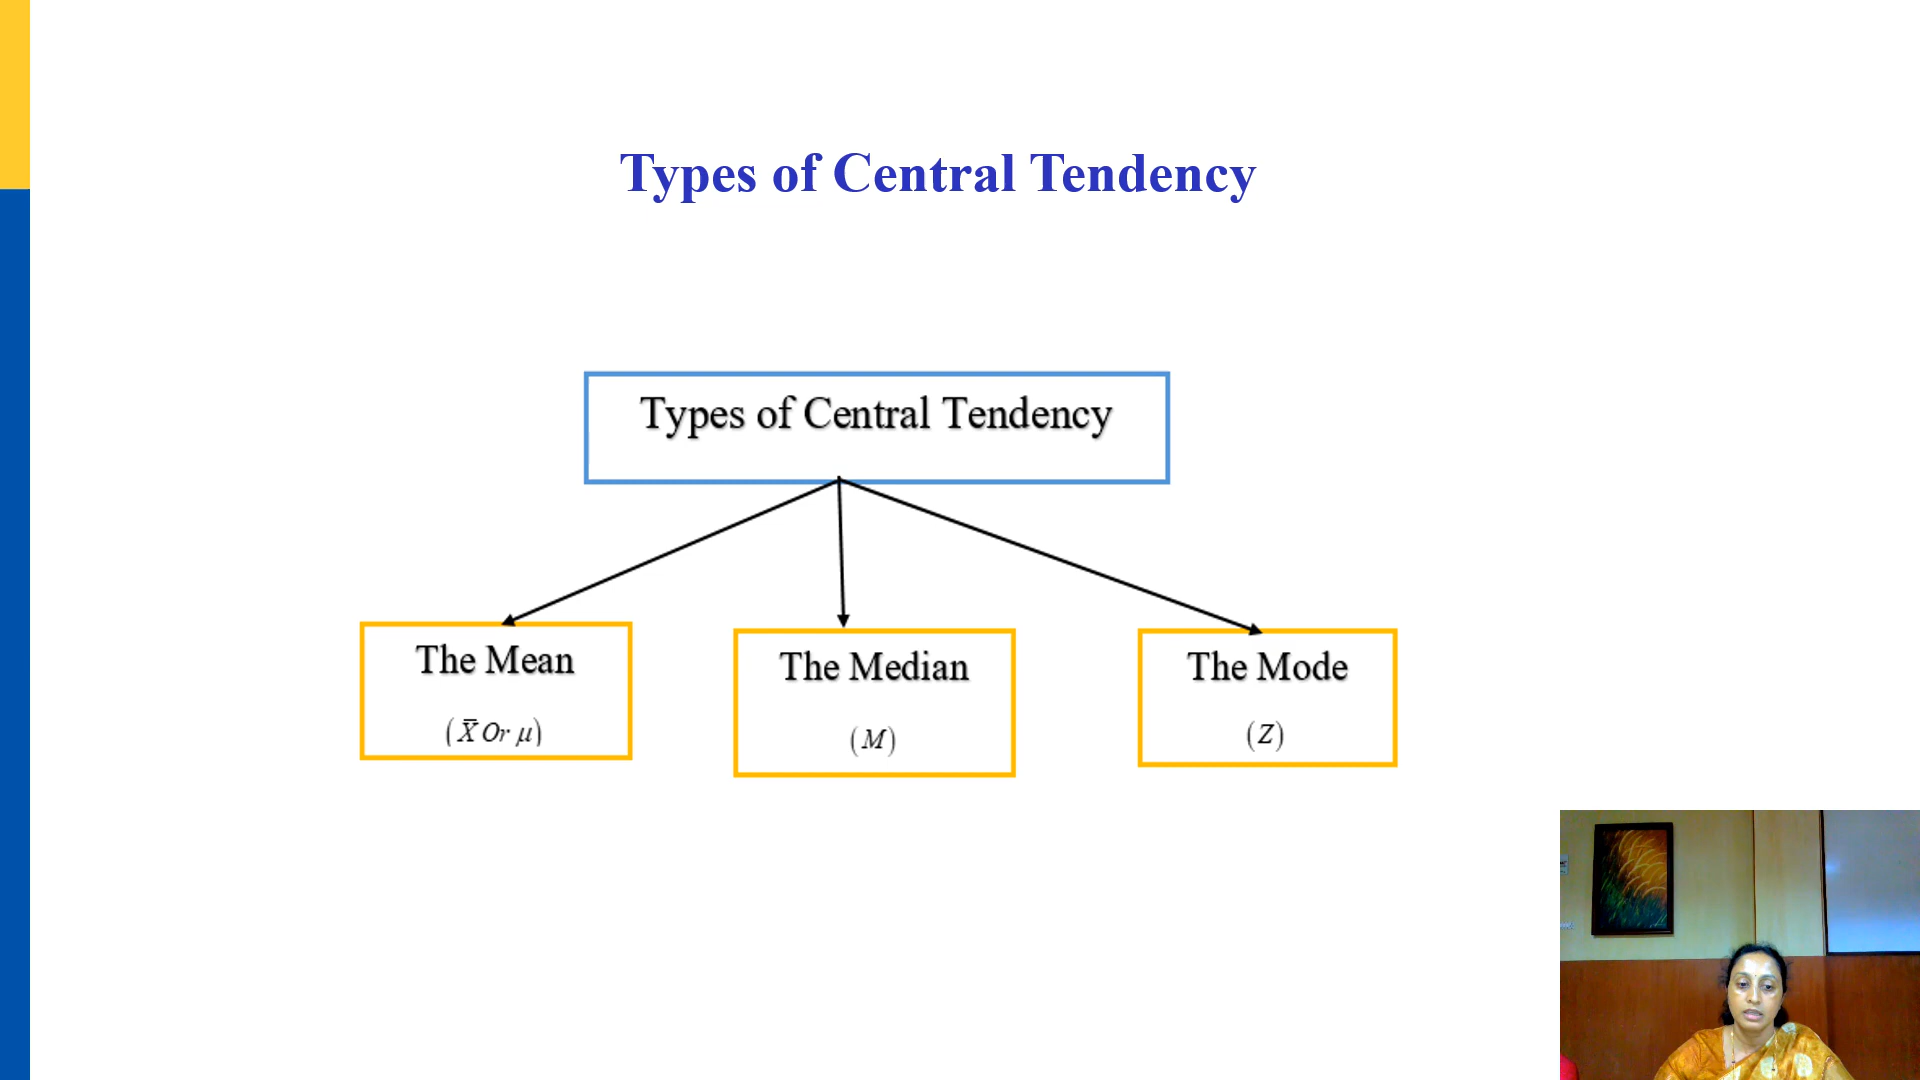 Types of Central Tendency
Types of Central Tendency
The Mean
(X̿ Or μ)
The Median
(M)
The Mode
(Z)